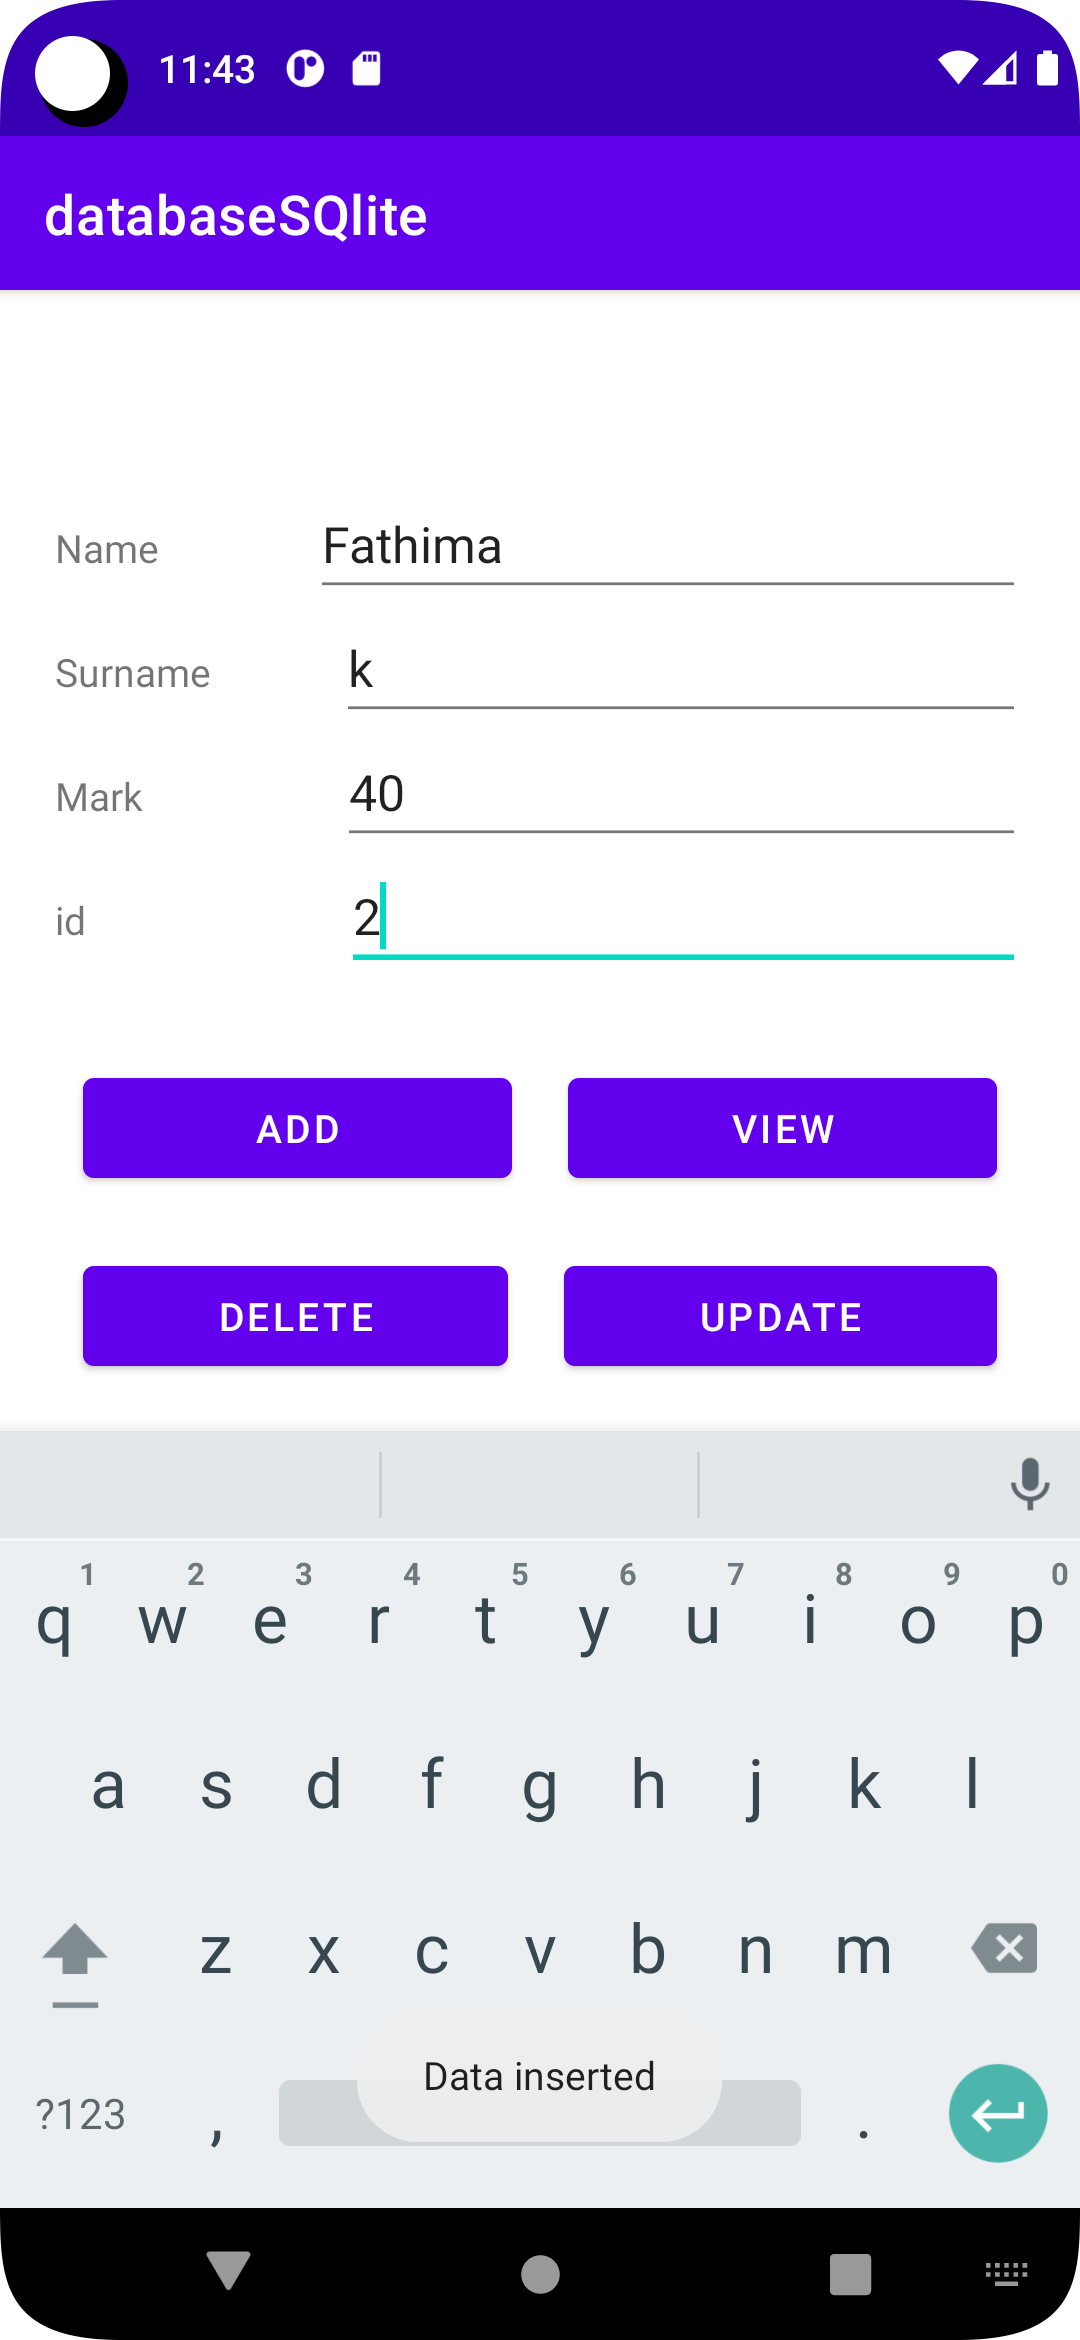 11:43
databaseSQlite
Name Fathima
Surname k
Mark 40
id 2
ADD VIEW
DELETE UPDATE
1 2 3 4 5 6 7 8 9 0
q w e r t y u i o p
a s d f g h j k l
z x c v b n m
Data inserted
?123 , .